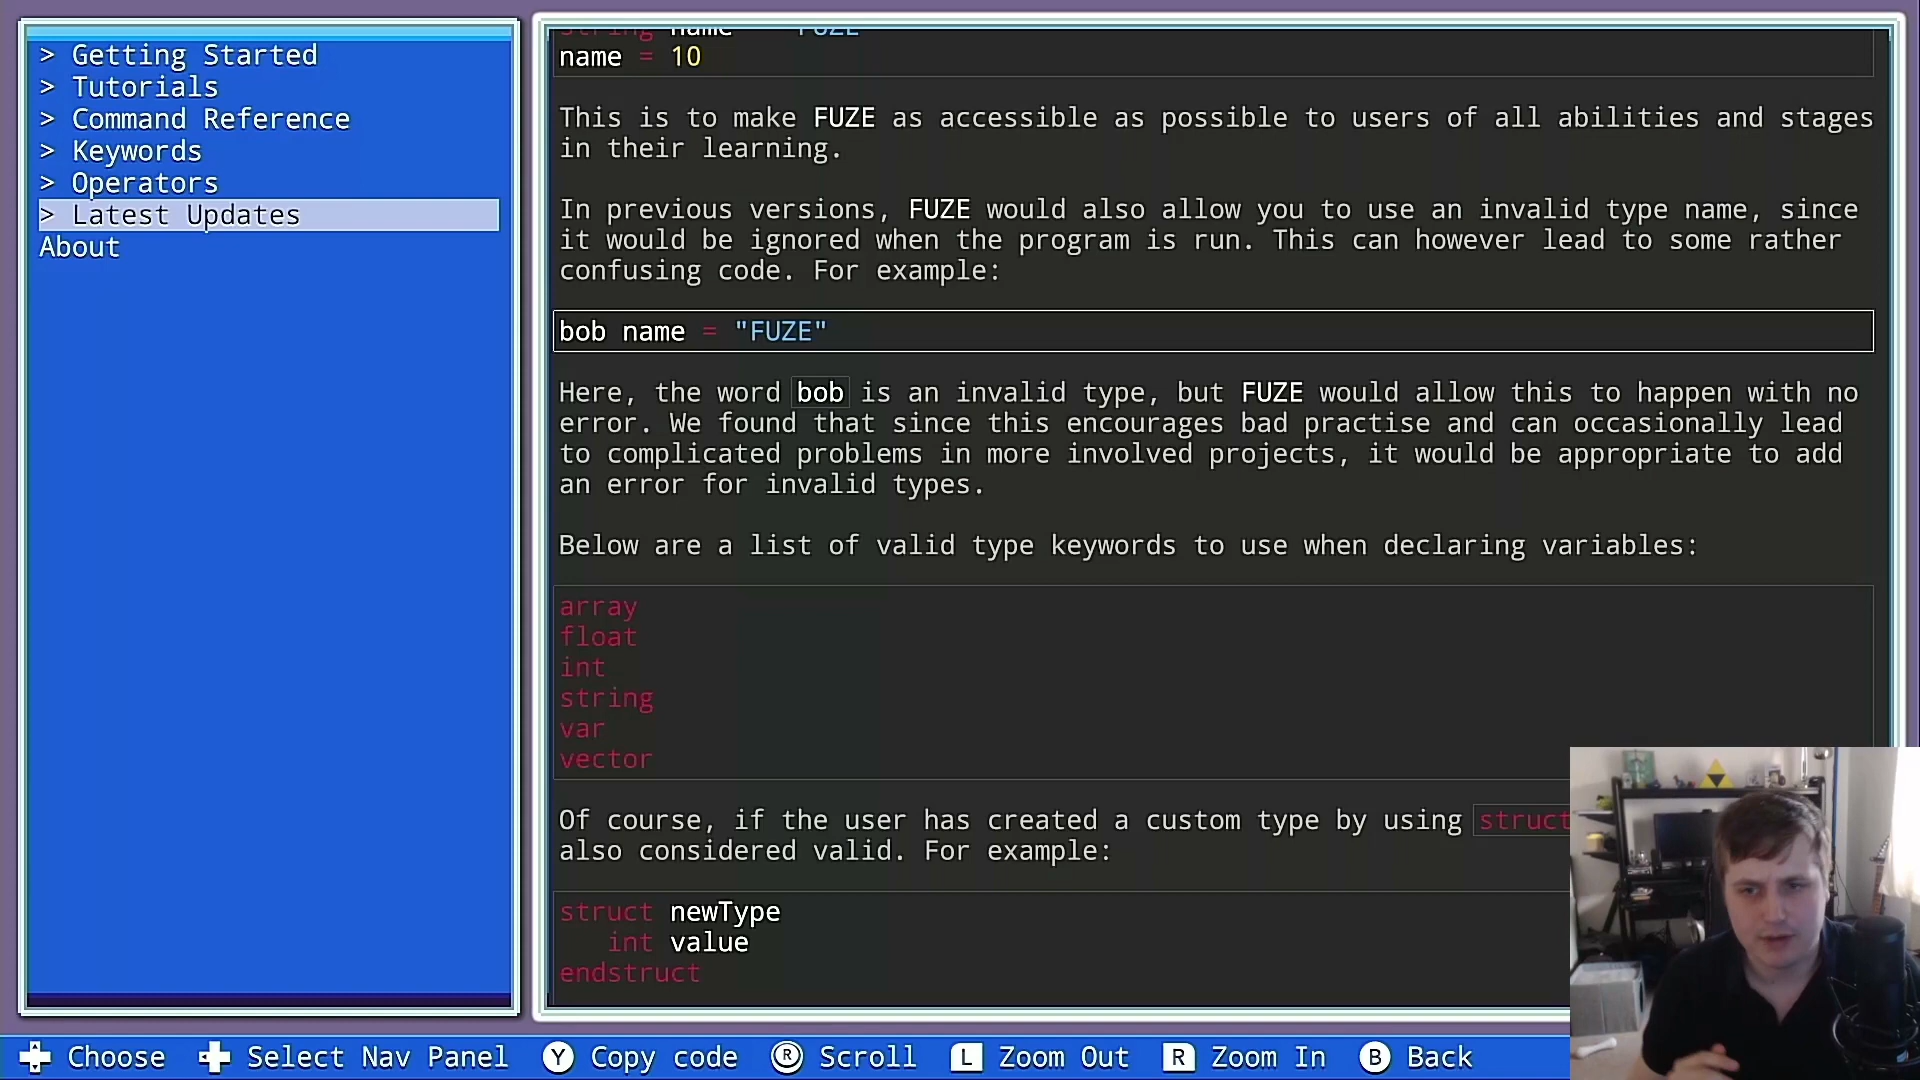 > Getting Started
> Tutorials
> Command Reference
> Keywords
> Operators
> Latest Updates
About
string name = "FUZE"
name = 10
This is to make FUZE as accessible as possible to users of all abilities and stages
in their learning.
In previous versions, FUZE would also allow you to use an invalid type name, since
it would be ignored when the program is run. This can however lead to some rather
confusing code. For example:
bob name = "FUZE"
Here, the word bob is an invalid type, but FUZE would allow this to happen with no
error. We found that since this encourages bad practise and can occasionally lead
to complicated problems in more involved projects, it would be appropriate to add
an error for invalid types.
Below are a list of valid type keywords to use when declaring variables:
array
float
int
string
var
vector
Of course, if the user has created a custom type by using struct
also considered valid. For example:
struct newType
int value
endstruct
Choose Select Nav Panel Y Copy code R Scroll L Zoom Out R Zoom In B Back